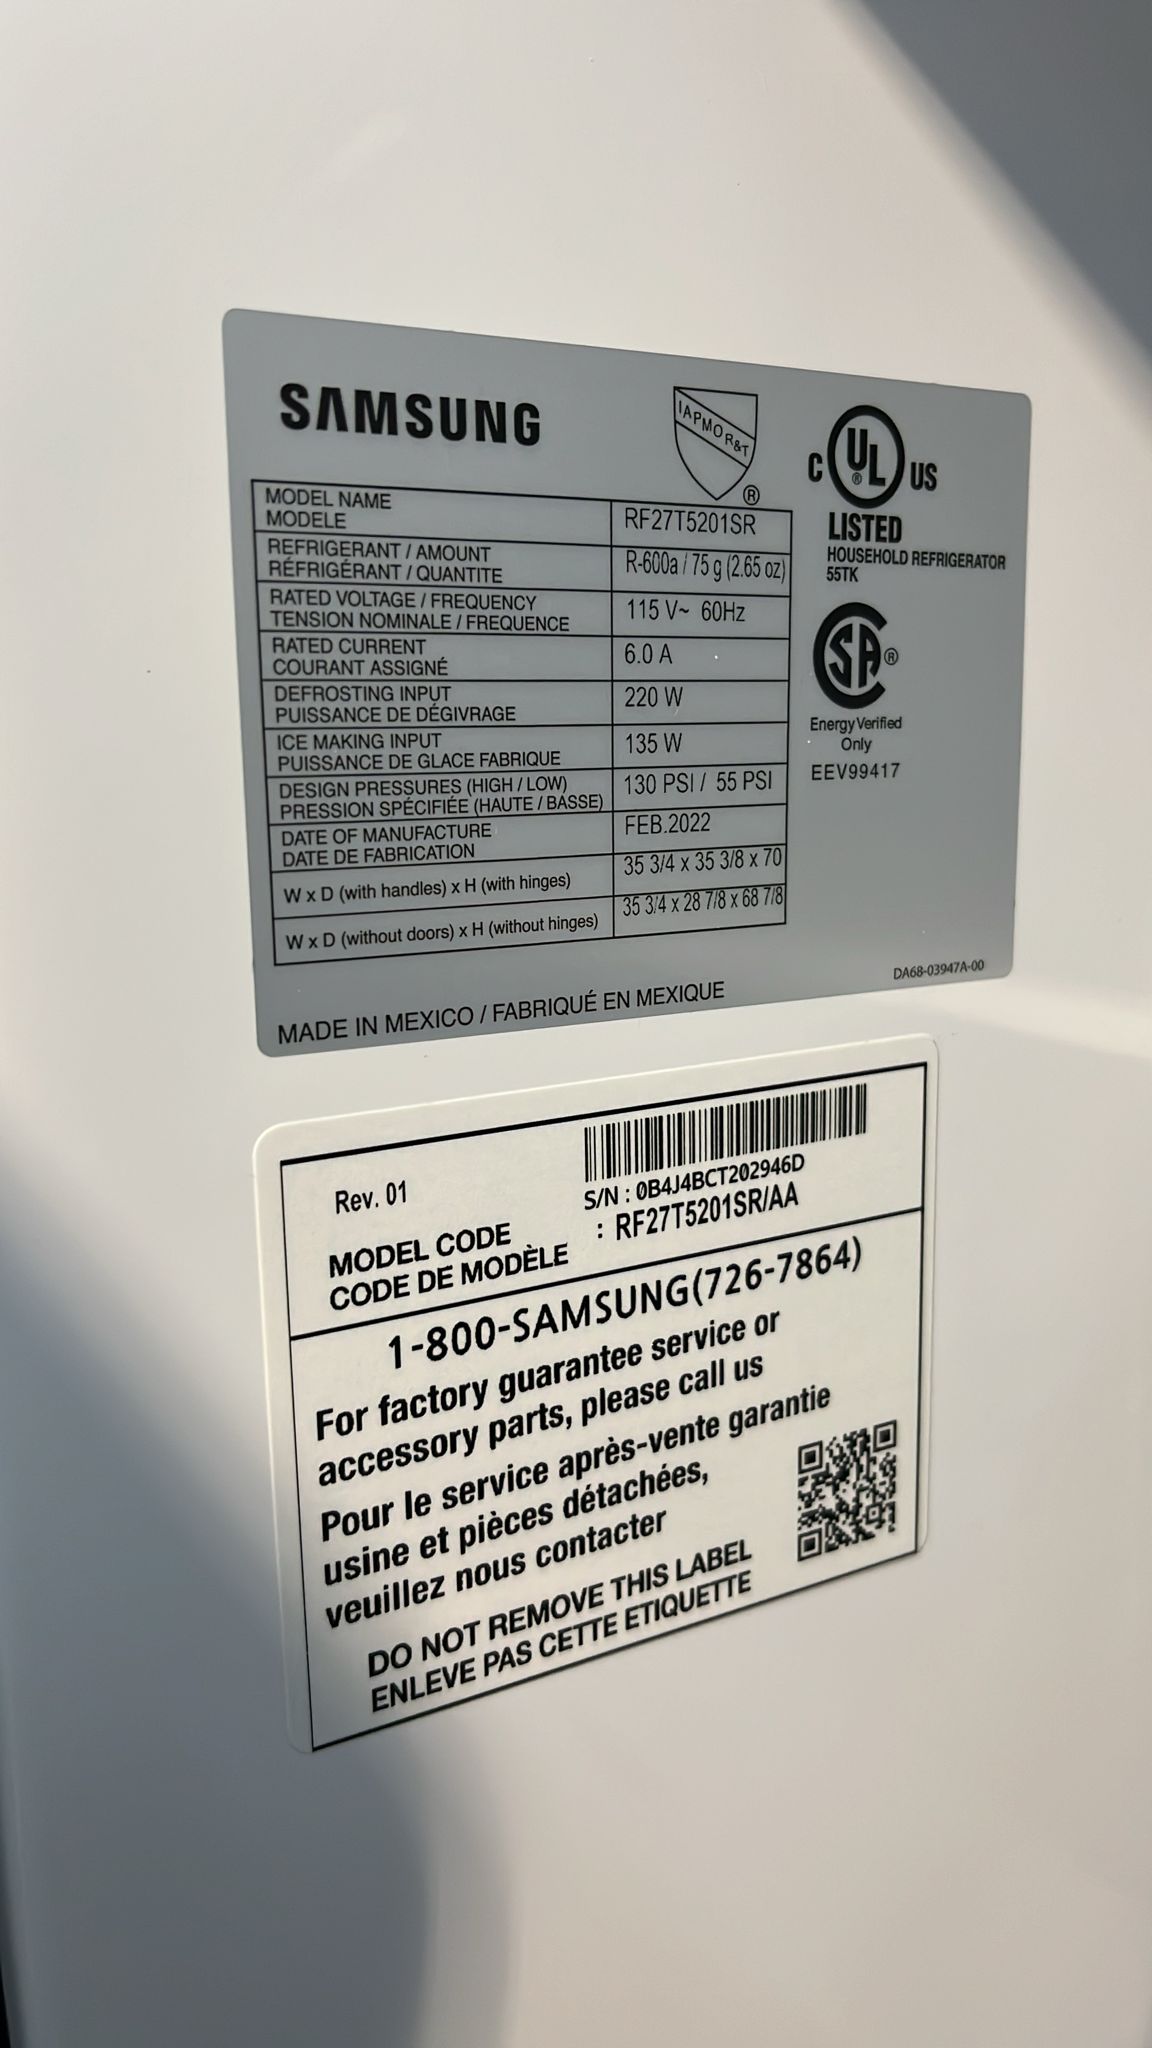 SAMSUNG
IAPMO R&T
®
C UL® US
LISTED
HOUSEHOLD REFRIGERATOR
55TK
MODEL NAME
MODELE
RF27T5201SR
REFRIGERANT / AMOUNT
RÉFRIGÉRANT / QUANTITE
R-600a / 75 g (2.65 oz)
RATED VOLTAGE / FREQUENCY
TENSION NOMINALE / FREQUENCE
115 V~ 60Hz
RATED CURRENT
COURANT ASSIGNÉ
6.0 A
DEFROSTING INPUT
PUISSANCE DE DÉGIVRAGE
220 W
ICE MAKING INPUT
PUISSANCE DE GLACE FABRIQUE
135 W
DESIGN PRESSURES (HIGH / LOW)
PRESSION SPÉCIFIÉE (HAUTE / BASSE)
130 PSI / 55 PSI
DATE OF MANUFACTURE
DATE DE FABRICATION
FEB.2022
W x D (with handles) x H (with hinges)
35 3/4 x 35 3/8 x 70
W x D (without doors) x H (without hinges)
35 3/4 x 28 7/8 x 68 7/8
SA®
Energy Verified
Only
EEV99417
DA68-03947A-00
MADE IN MEXICO / FABRIQUÉ EN MEXIQUE
Rev. 01
S/N : 0B4J4BCT202946D
MODEL CODE
CODE DE MODÈLE
: RF27T5201SR/AA
1-800-SAMSUNG(726-7864)
For factory guarantee service or
accessory parts, please call us
Pour le service après-vente garantie
usine et pièces détachées,
veuillez nous contacter
DO NOT REMOVE THIS LABEL
ENLEVE PAS CETTE ETIQUETTE